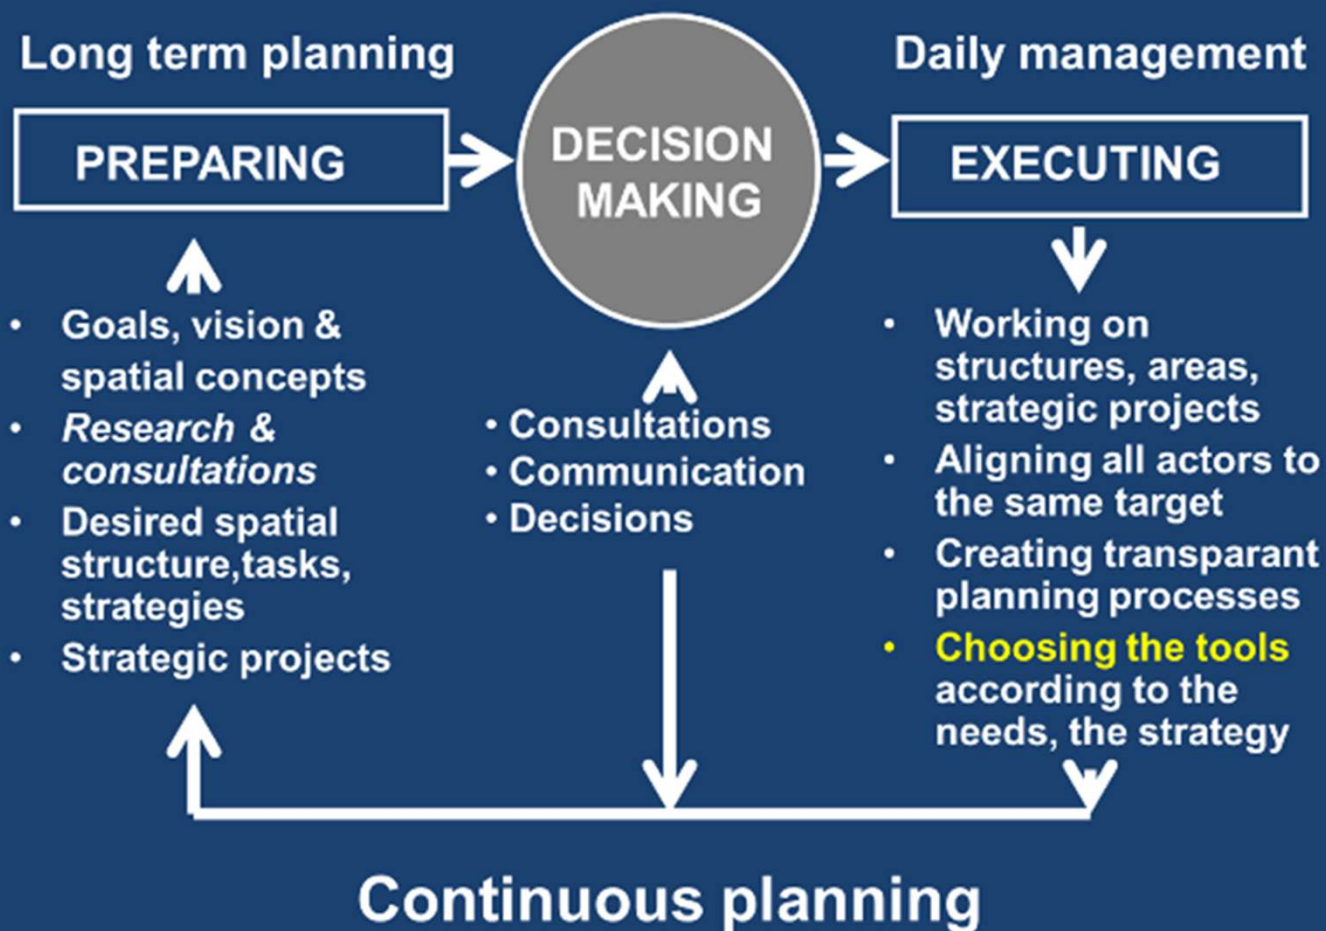 Long term planning
PREPARING
• Goals, vision &
spatial concepts
• Research &
consultations
• Desired spatial
structure,tasks,
strategies
• Strategic projects
DECISION
MAKING
• Consultations
• Communication
• Decisions
Daily management
EXECUTING
• Working on
structures, areas,
strategic projects
• Aligning all actors to
the same target
• Creating transparant
planning processes
• Choosing the tools
according to the
needs, the strategy
Continuous planning